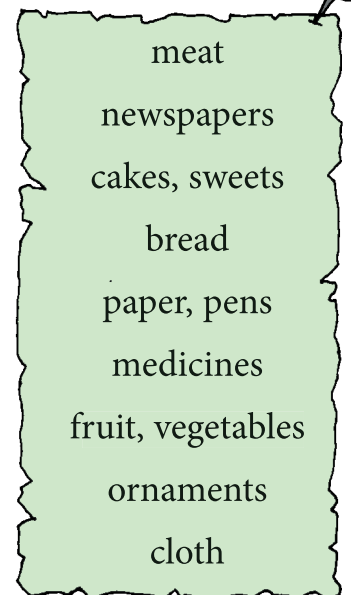 meat
newspapers
cakes, sweets
bread
paper, pens
medicines
fruit, vegetables
ornaments
cloth